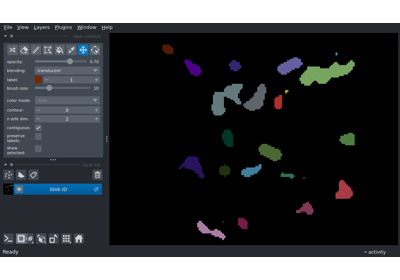 File View Layers Plugins Window Help
opacity: 0.70
blending: translucent
label: 1
brush size: 10
color mode:
contour: 0
n edit dim: 2
contiguous:
preserve labels:
show selected:
blob ID
Ready activity